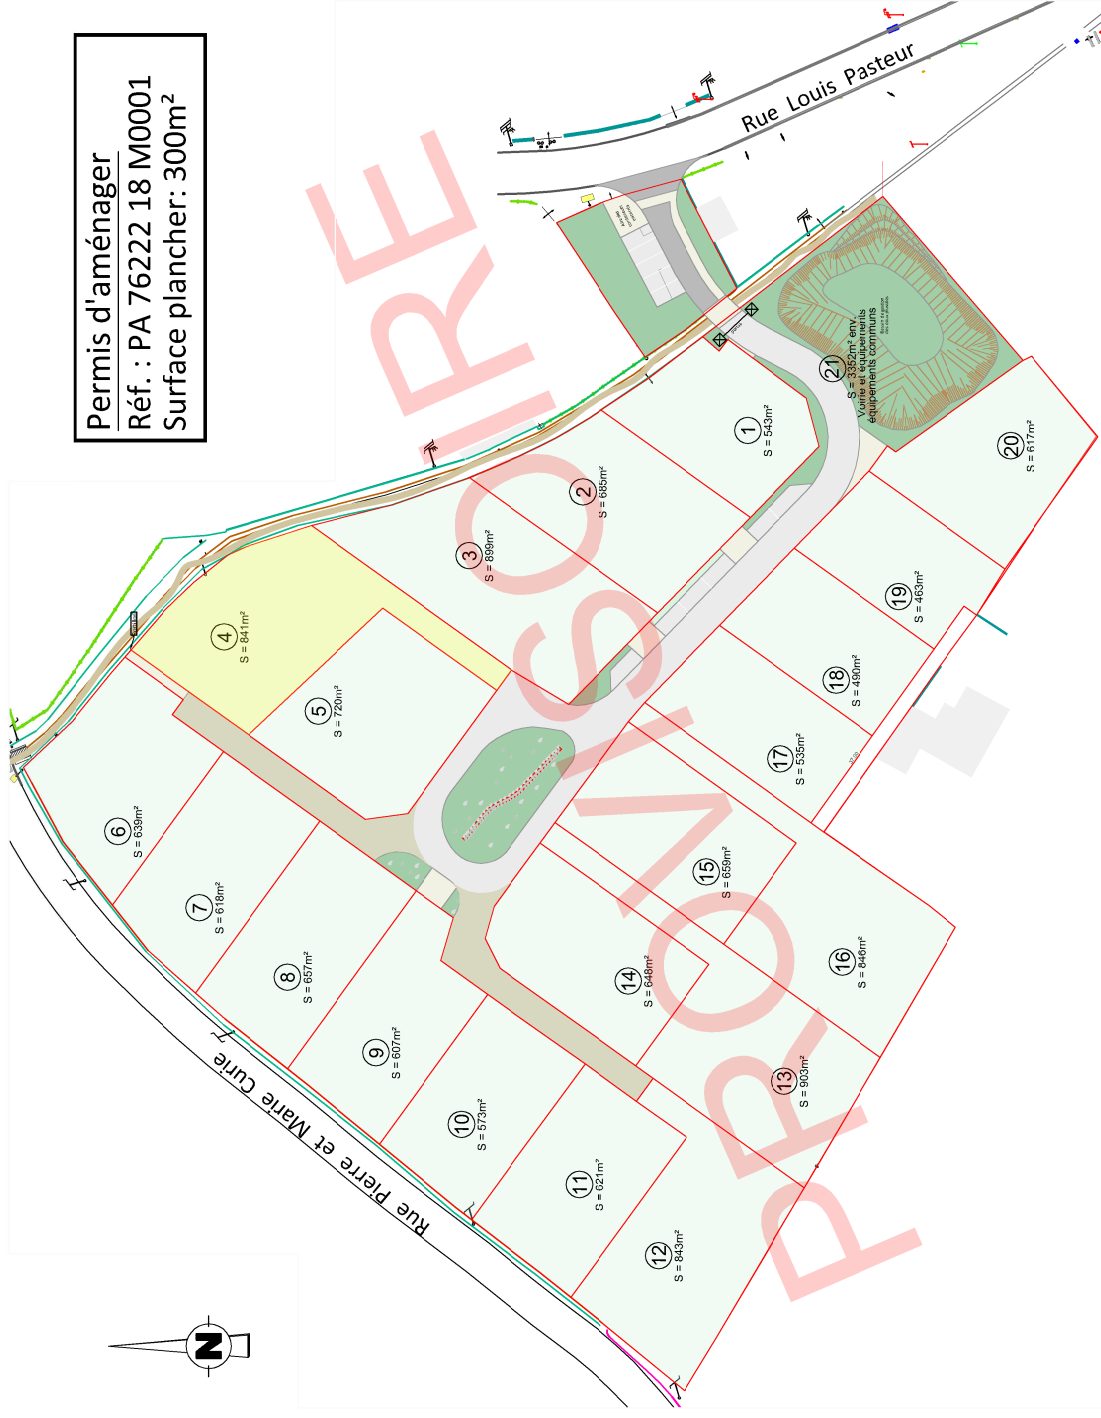 Permis d'aménager
Réf. : PA 76222 18 M0001
Surface plancher: 300m²
Rue Louis Pasteur
PROVISOIRE
1
S = 543m²
2
S = 685m²
3
S = 899m²
4
S = 841m²
5
S = 720m²
6
S = 639m²
7
S = 618m²
8
S = 657m²
9
S = 607m²
10
S = 573m²
11
S = 621m²
12
S = 843m²
13
S = 903m²
14
S = 648m²
15
S = 659m²
16
S = 846m²
17
S = 535m²
18
S = 490m²
19
S = 463m²
20
S = 617m²
21
S = 3352m² env.
Voirie et équipements
équipements communs
Rue Pierre et Marie Curie
N